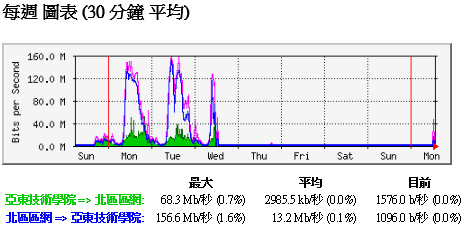 每週 圖表 (30 分鐘 平均)
Bits per Second
160.0 M
120.0 M
80.0 M
40.0 M
0.0 M
Sun Mon Tue Wed Thu Fri Sat Sun Mon
最大 平均 目前
亞東技術學院 => 北區區網: 68.3 Mb/秒 (0.7%) 2985.5 kb/秒 (0.0%) 1576.0 b/秒 (0.0%)
北區區網 => 亞東技術學院: 156.6 Mb/秒 (1.6%) 13.2 Mb/秒 (0.1%) 1096.0 b/秒 (0.0%)